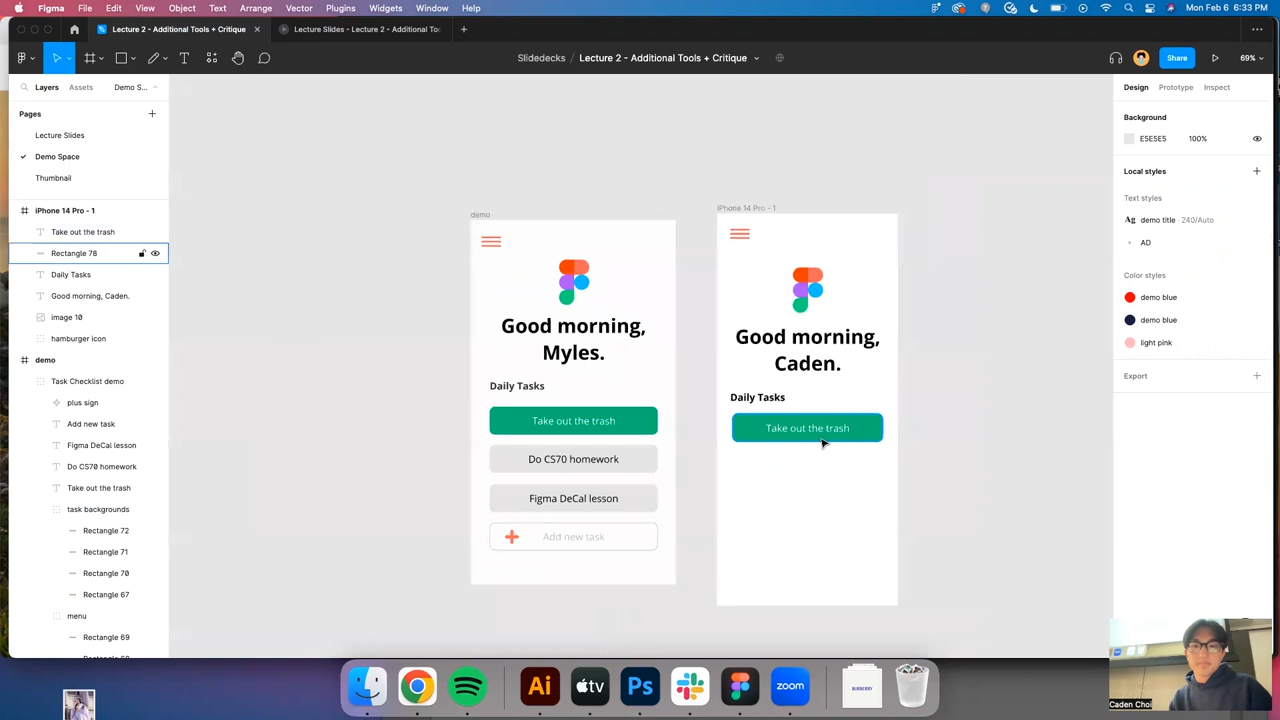 Figma File Edit View Object Text Arrange Vector Plugins Widgets Window Help
Mon Feb 6 6:33 PM
Lecture 2 - Additional Tools + Critique
Lecture Slides - Lecture 2 - Additional To
Slidedecks / Lecture 2 - Additional Tools + Critique
Share
69%
Layers Assets Demo S...
Design Prototype Inspect
Pages
Lecture Slides
Demo Space
Thumbnail
iPhone 14 Pro - 1
Take out the trash
Rectangle 78
Daily Tasks
Good morning, Caden.
image 10
hamburger icon
demo
Task Checklist demo
plus sign
Add new task
Figma DeCal lesson
Do CS70 homework
Take out the trash
task backgrounds
Rectangle 72
Rectangle 71
Rectangle 70
Rectangle 67
menu
Rectangle 69
demo
Good morning,
Myles.
Daily Tasks
Take out the trash
Do CS70 homework
Figma DeCal lesson
Add new task
iPhone 14 Pro - 1
Good morning,
Caden.
Daily Tasks
Take out the trash
Background
E5E5E5 100%
Local styles
Text styles
Ag demo title · 240/Auto
AD
Color styles
demo blue
demo blue
light pink
Export
Ai
tv
Ps
zoom
BURBERRY
Caden Choi